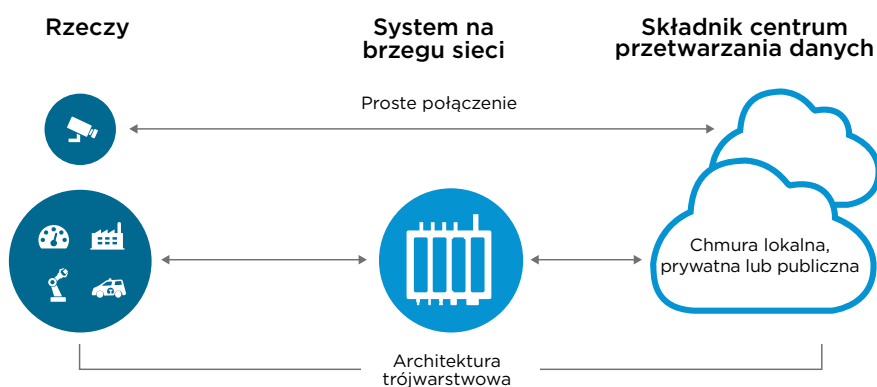 Rzeczy
System na
brzegu sieci
Składnik centrum
przetwarzania danych
Proste połączenie
Chmura lokalna,
prywatna lub publiczna
Architektura
trójwarstwowa